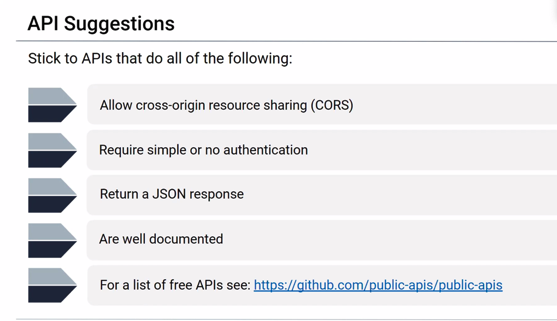 API Suggestions
Stick to APIs that do all of the following:
Allow cross-origin resource sharing (CORS)
Require simple or no authentication
Return a JSON response
Are well documented
For a list of free APIs see: https://github.com/public-apis/public-apis